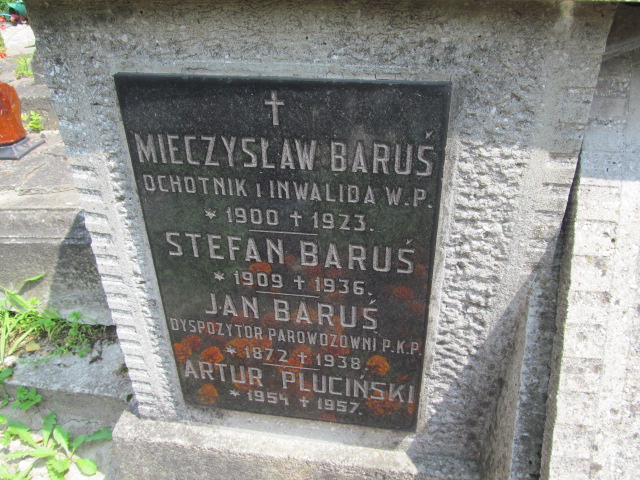 MIECZYSŁAW BARUŚ
OCHOTNIK i INWALIDA W.P.
* 1900 † 1923.
STEFAN BARUŚ
* 1909 † 1936.
JAN BARUŚ
DYSPOZYTOR PAROWOZOWNI P.K.P.
* 1872 † 1938.
ARTUR PLUCIŃSKI
* 1954 † 1957.